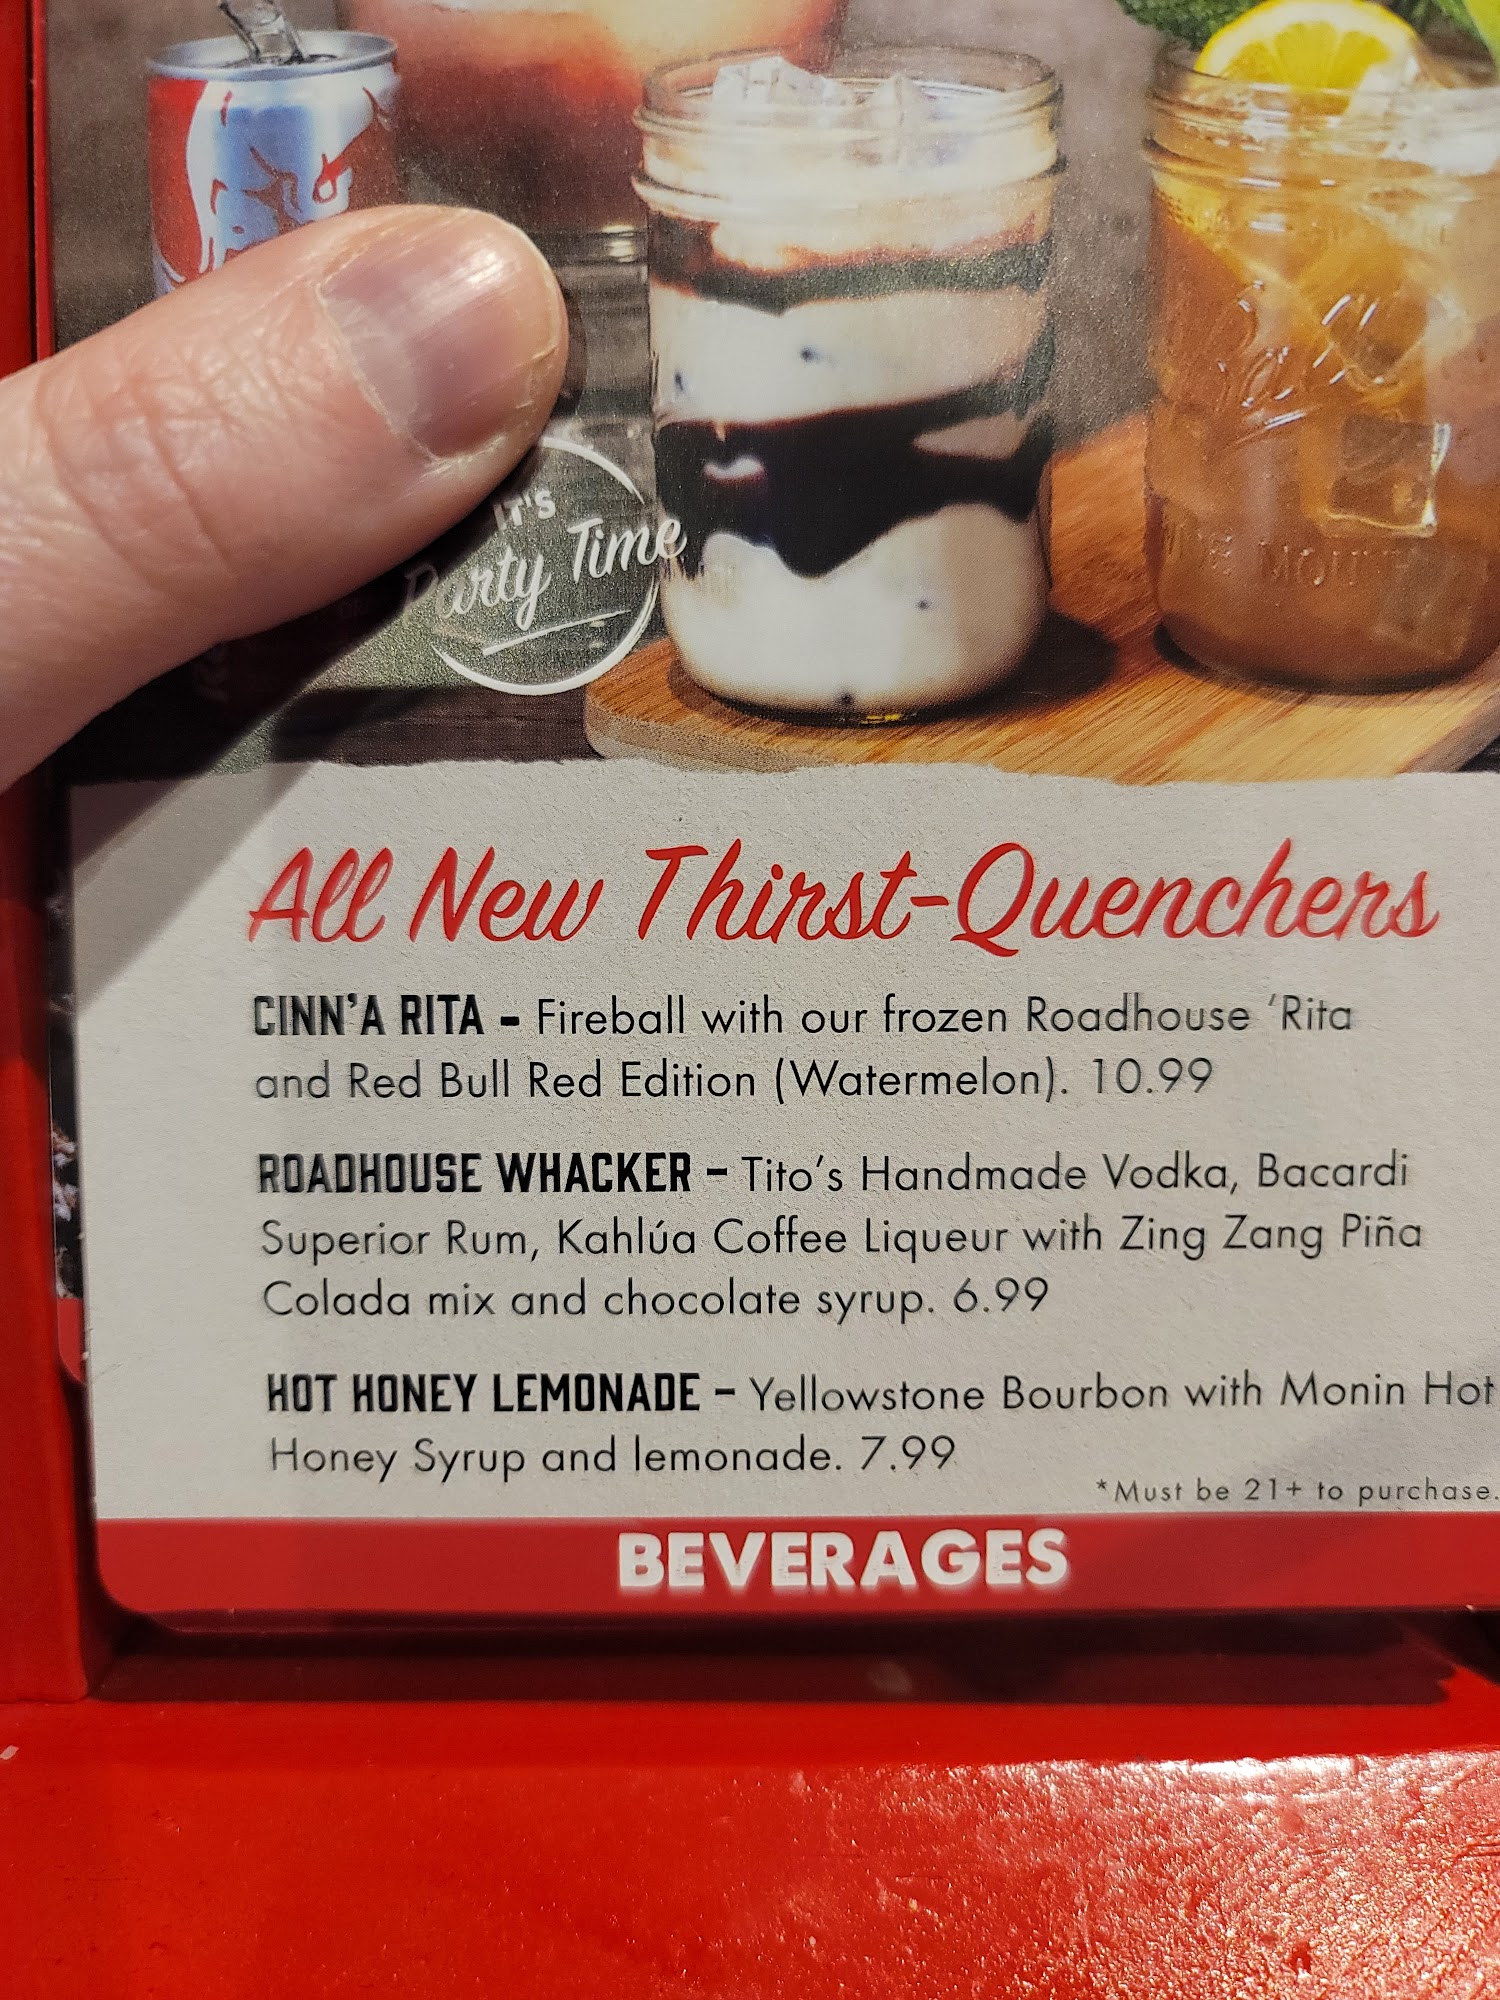 IT'S
Party Time
All New Thirst-Quenchers
CINN'A RITA – Fireball with our frozen Roadhouse 'Rita
and Red Bull Red Edition (Watermelon). 10.99
ROADHOUSE WHACKER – Tito's Handmade Vodka, Bacardi
Superior Rum, Kahlúa Coffee Liqueur with Zing Zang Piña
Colada mix and chocolate syrup. 6.99
HOT HONEY LEMONADE – Yellowstone Bourbon with Monin Hot
Honey Syrup and lemonade. 7.99
*Must be 21+ to purchase.
BEVERAGES